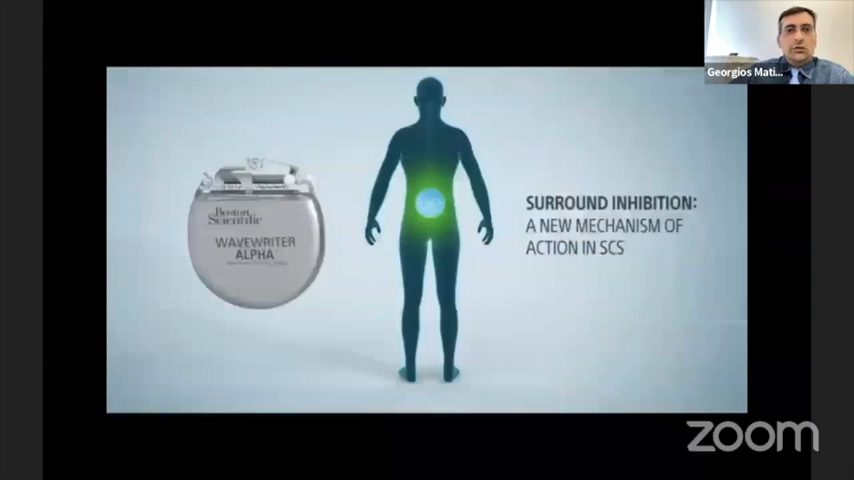 Georgios Mati...
Boston
Scientific
WAVEWRITER
ALPHA
SURROUND INHIBITION:
A NEW MECHANISM OF
ACTION IN SCS
zoom